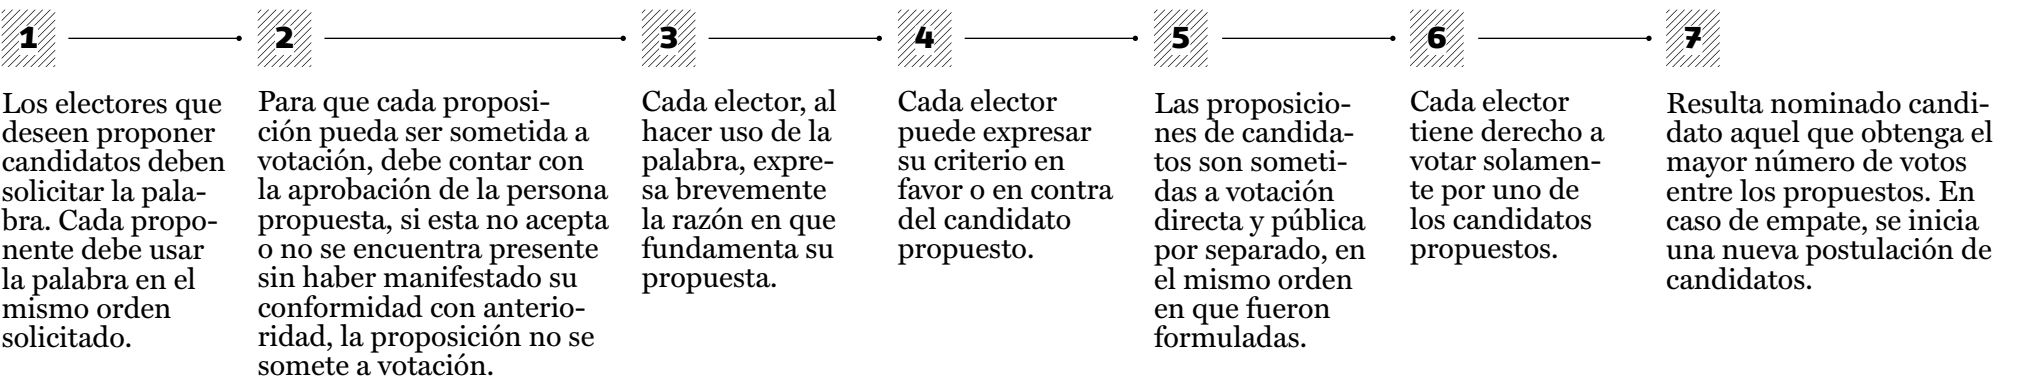 1
Los electores que
deseen proponer
candidatos deben
solicitar la pala-
bra. Cada propo-
nente debe usar
la palabra en el
mismo orden
solicitado.
2
Para que cada proposi-
ción pueda ser sometida a
votación, debe contar con
la aprobación de la persona
propuesta, si esta no acepta
o no se encuentra presente
sin haber manifestado su
conformidad con anterio-
ridad, la proposición no se
somete a votación.
3
Cada elector, al
hacer uso de la
palabra, expre-
sa brevemente
la razón en que
fundamenta su
propuesta.
4
Cada elector
puede expresar
su criterio en
favor o en contra
del candidato
propuesto.
5
Las proposicio-
nes de candida-
tos son someti-
das a votación
directa y pública
por separado, en
el mismo orden
en que fueron
formuladas.
6
Cada elector
tiene derecho a
votar solamen-
te por uno de
los candidatos
propuestos.
7
Resulta nominado candi-
dato aquel que obtenga el
mayor número de votos
entre los propuestos. En
caso de empate, se inicia
una nueva postulación de
candidatos.